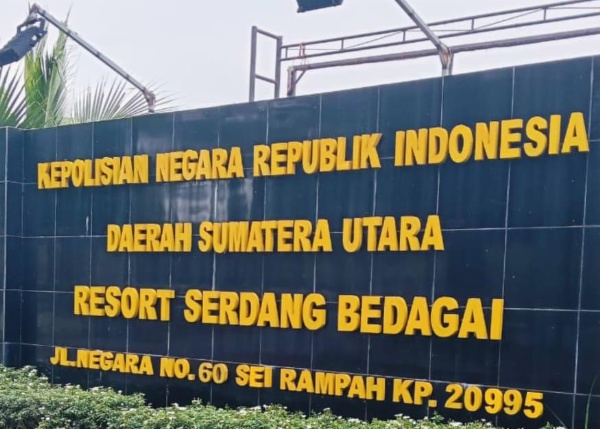 KEPOLISIAN NEGARA REPUBLIK INDONESIA
DAERAH SUMATERA UTARA
RESORT SERDANG BEDAGAI
JL.NEGARA NO. 60 SEI RAMPAH KP. 20995